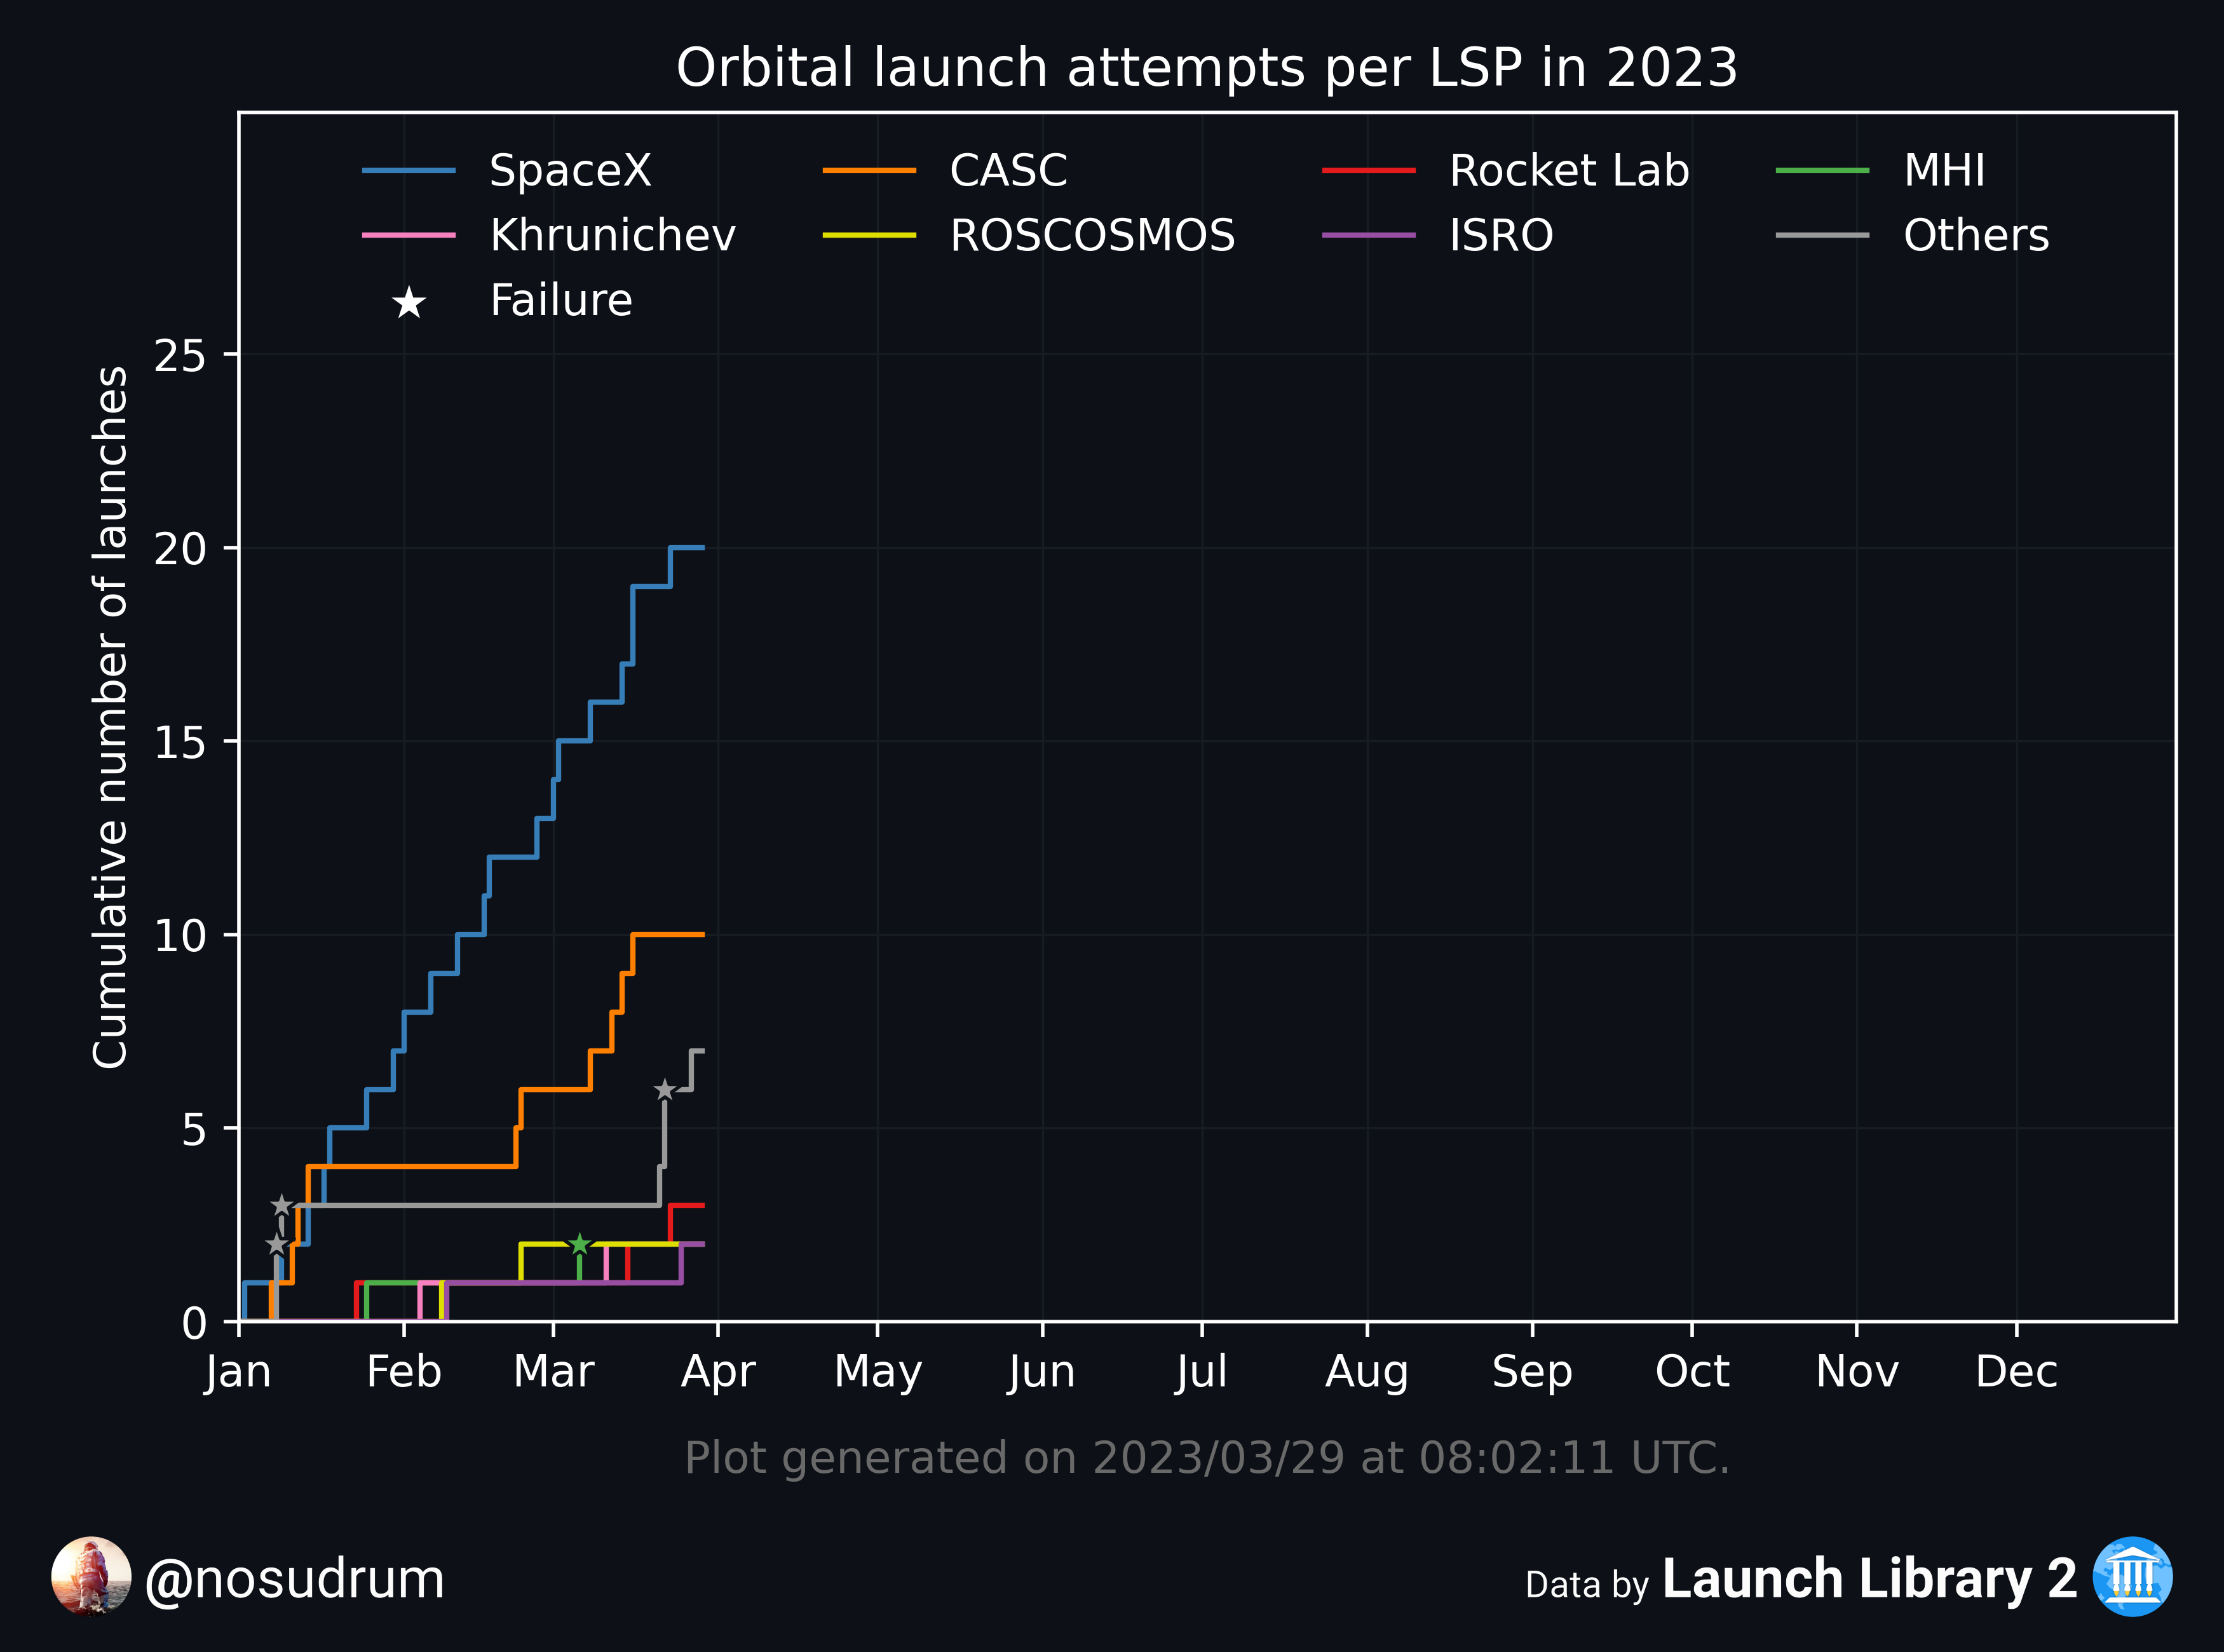 Orbital launch attempts per LSP in 2023
SpaceX CASC Rocket Lab MHI
Khrunichev ROSCOSMOS ISRO Others
Failure
Cumulative number of launches
25
20
15
10
5
0
Jan Feb Mar Apr May Jun Jul Aug Sep Oct Nov Dec
Plot generated on 2023/03/29 at 08:02:11 UTC.
@nosudrum
Data by Launch Library 2